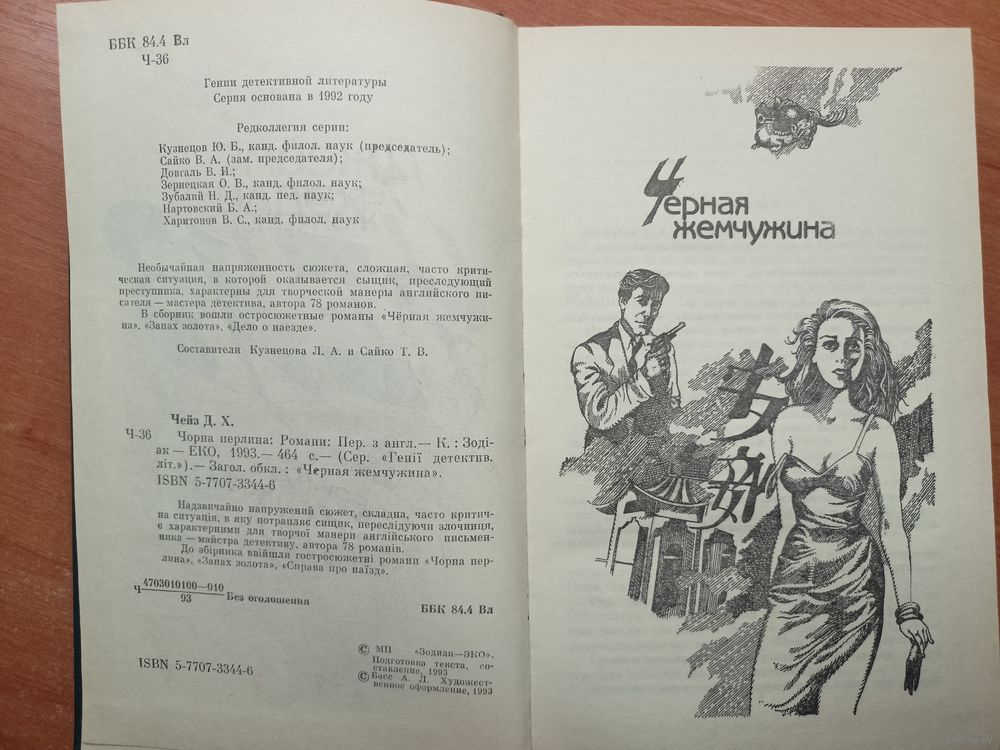 ББК 84.4 Вл
Ч-36
Гении детективной литературы
Серия основана в 1992 году
Редколлегия серии:
Кузнецов Ю. Б., канд. филол. наук (председатель);
Сайко В. А. (зам. председателя);
Довгаль В. И.;
Зернецкая О. В., канд. филол. наук;
Зубалий Н. Д., канд. пед. наук;
Нартовский Б. А.;
Харитонов В. С., канд. филол. наук
Необычайная напряженность сюжета, сложная, часто крити-
ческая ситуация, в которой оказывается сыщик, преследующий
преступника, характерны для творческой манеры английского пи-
сателя — мастера детектива, автора 78 романов.
В сборник вошли остросюжетные романы «Чёрная жемчужи-
на», «Запах золота», «Дело о наезде».
Составители Кузнецова Л. А. и Сайко Т. В.
Чейз Д. Х.
Ч-36 Чорна перлина: Романи: Пер. з англ.— К. : Зоді-
ак — ЕКО, 1993.— 464 с.— (Сер. «Генії детектив.
літ.»).— Загол. обкл. : «Черная жемчужина».
ISBN 5-7707-3344-6
Надзвичайно напружений сюжет, складна, часто критич-
на ситуація, в яку потрапляє сищик, переслідуючи злочинця,
є характерними для творчої манери англійського письмен-
ника — майстра детективу, автора 78 романів.
До збірника ввійшли гостросюжетні романи «Чорна пер-
лина», «Запах золота», «Справа про наїзд».
Ч 4703010100—010 Без оголошення
93
ББК 84.4 Вл
ISBN 5-7707-3344-6
© МП «Зодиак—ЭКО».
Подготовка текста, со-
ставление, 1993
© Басс А. Л. Художест-
венное оформление, 1993
Черная
жемчужина